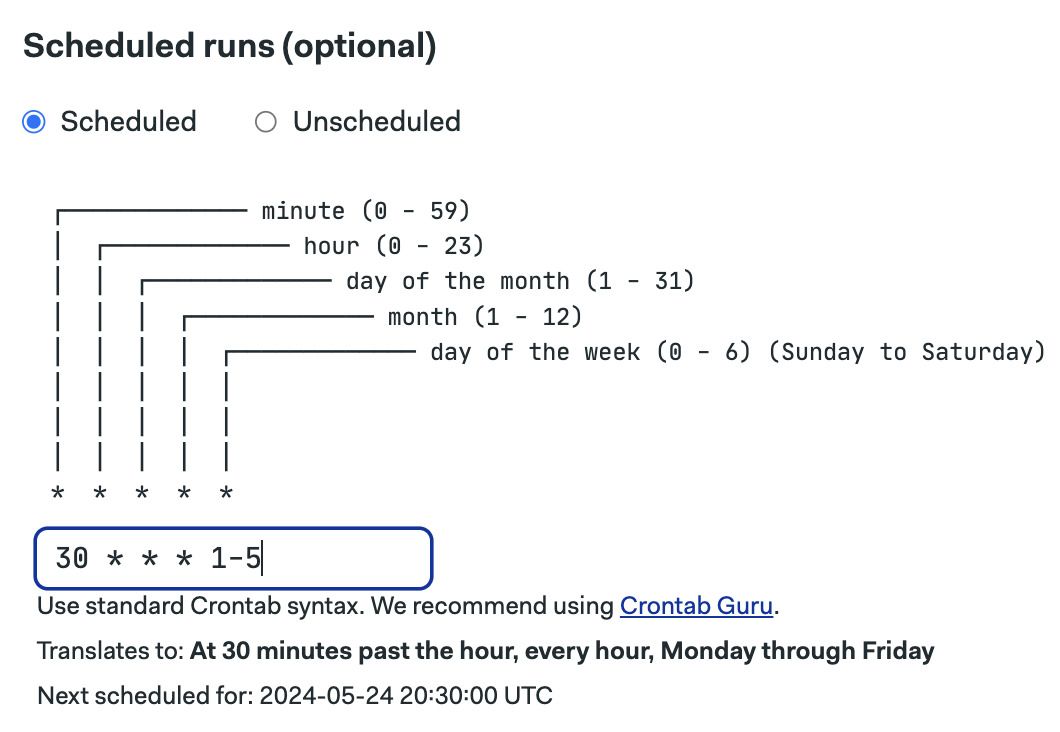 Scheduled runs (optional)
Scheduled
Unscheduled
minute (0 - 59)
hour (0 - 23)
day of the month (1 - 31)
month (1 - 12)
day of the week (0 - 6) (Sunday to Saturday)
* * * * *
30 * * * 1-5
Use standard Crontab syntax. We recommend using Crontab Guru.
Translates to: At 30 minutes past the hour, every hour, Monday through Friday
Next scheduled for: 2024-05-24 20:30:00 UTC